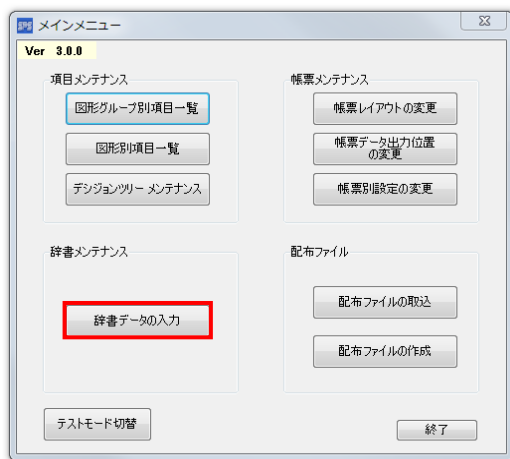 SPS メインメニュー
Ver 3.0.0
項目メンテナンス
図形グループ別項目一覧
図形別項目一覧
デシジョンツリー メンテナンス
帳票メンテナンス
帳票レイアウトの変更
帳票データ出力位置
の変更
帳票別設定の変更
辞書メンテナンス
辞書データの入力
配布ファイル
配布ファイルの取込
配布ファイルの作成
テストモード切替
終了